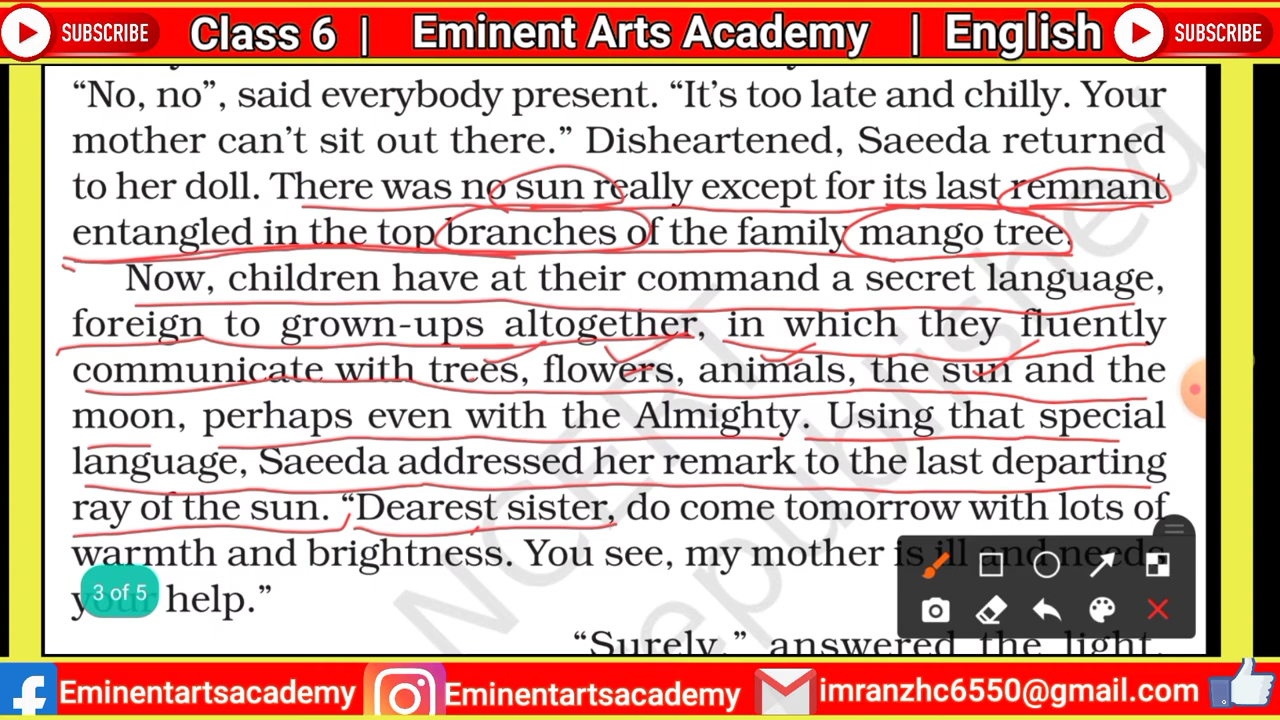 SUBSCRIBE Class 6 | Eminent Arts Academy | English SUBSCRIBE
“No, no”, said everybody present. “It’s too late and chilly. Your
mother can’t sit out there.” Disheartened, Saeeda returned
to her doll. There was no sun really except for its last remnant
entangled in the top branches of the family mango tree.
Now, children have at their command a secret language,
foreign to grown-ups altogether, in which they fluently
communicate with trees, flowers, animals, the sun and the
moon, perhaps even with the Almighty. Using that special
language, Saeeda addressed her remark to the last departing
ray of the sun. “Dearest sister, do come tomorrow with lots of
warmth and brightness. You see, my mother is ill and needs
your help.”
3 of 5
“Surely,” answered the light.
NCERT
republished
Eminentartsacademy Eminentartsacademy imranzhc6550@gmail.com